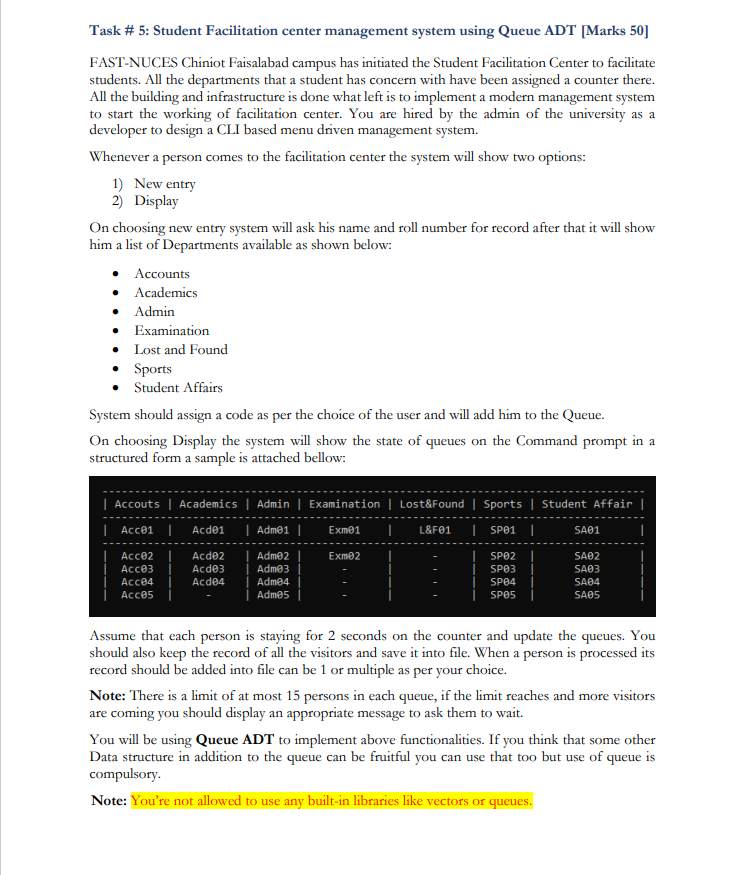 Task # 5: Student Facilitation center management system using Queue ADT [Marks 50]
FAST-NUCES Chiniot Faisalabad campus has initiated the Student Facilitation Center to facilitate
students. All the departments that a student has concern with have been assigned a counter there.
All the building and infrastructure is done what left is to implement a modern management system
to start the working of facilitation center. You are hired by the admin of the university as a
developer to design a CLI based menu driven management system.
Whenever a person comes to the facilitation center the system will show two options:
1) New entry
2) Display
On choosing new entry system will ask his name and roll number for record after that it will show
him a list of Departments available as shown below:
• Accounts
• Academics
• Admin
• Examination
• Lost and Found
• Sports
• Student Affairs
System should assign a code as per the choice of the user and will add him to the Queue.
On choosing Display the system will show the state of queues on the Command prompt in a
structured form a sample is attached bellow:
| Accouts | Academics | Admin | Examination | Lost&Found | Sports | Student Affair |
| Acc01 | Acd01 | Adm01 | Exm01 | L&F01 | SP01 | SA01 |
| Acc02 | Acd02 | Adm02 | Exm02 | - | SP02 | SA02 |
| Acc03 | Acd03 | Adm03 | - | - | SP03 | SA03 |
| Acc04 | Acd04 | Adm04 | - | - | SP04 | SA04 |
| Acc05 | - | Adm05 | - | - | SP05 | SA05 |
Assume that each person is staying for 2 seconds on the counter and update the queues. You
should also keep the record of all the visitors and save it into file. When a person is processed its
record should be added into file can be 1 or multiple as per your choice.
Note: There is a limit of at most 15 persons in each queue, if the limit reaches and more visitors
are coming you should display an appropriate message to ask them to wait.
You will be using Queue ADT to implement above functionalities. If you think that some other
Data structure in addition to the queue can be fruitful you can use that too but use of queue is
compulsory.
Note: You're not allowed to use any built-in libraries like vectors or queues.